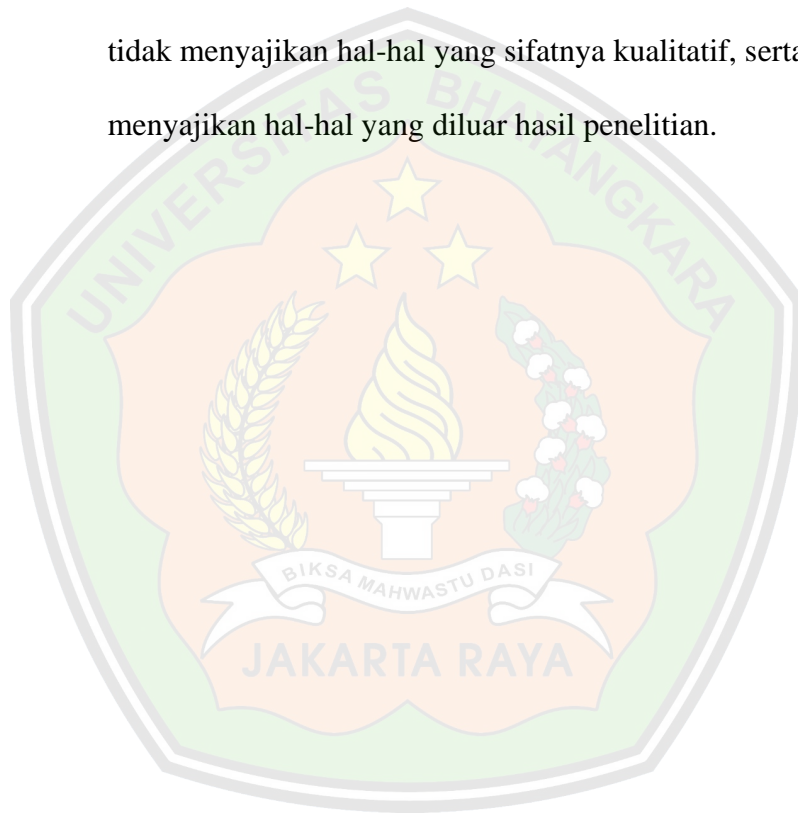 tidak menyajikan hal-hal yang sifatnya kualitatif, serta
menyajikan hal-hal yang diluar hasil penelitian.
UNIVERSITAS BHAYANGKARA
BIKSA MAHWASTU DASI
JAKARTA RAYA